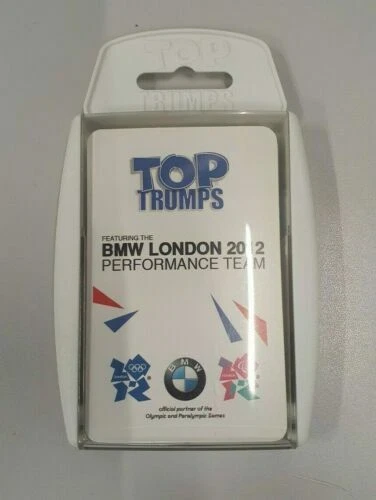 TOP
TRUMPS
TOP
TRUMPS
FEATURING THE
BMW LONDON 2012
PERFORMANCE TEAM
BMW
official partner of the
Olympic and Paralympic Games